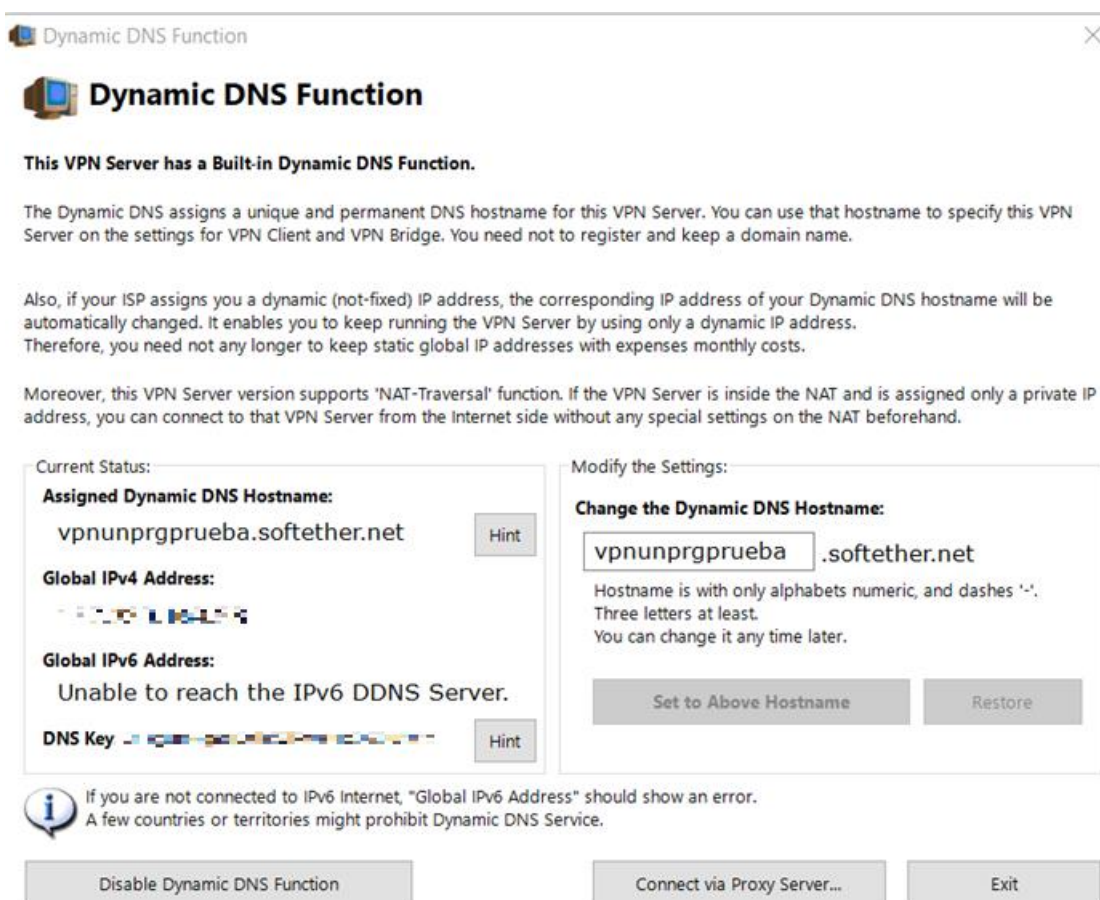 Dynamic DNS Function
Dynamic DNS Function
This VPN Server has a Built-in Dynamic DNS Function.
The Dynamic DNS assigns a unique and permanent DNS hostname for this VPN Server. You can use that hostname to specify this VPN
Server on the settings for VPN Client and VPN Bridge. You need not to register and keep a domain name.
Also, if your ISP assigns you a dynamic (not-fixed) IP address, the corresponding IP address of your Dynamic DNS hostname will be
automatically changed. It enables you to keep running the VPN Server by using only a dynamic IP address.
Therefore, you need not any longer to keep static global IP addresses with expenses monthly costs.
Moreover, this VPN Server version supports 'NAT-Traversal' function. If the VPN Server is inside the NAT and is assigned only a private IP
address, you can connect to that VPN Server from the Internet side without any special settings on the NAT beforehand.
Current Status:
Assigned Dynamic DNS Hostname:
vpnunprgprueba.softether.net
Hint
Global IPv4 Address:
Global IPv6 Address:
Unable to reach the IPv6 DDNS Server.
DNS Key
Hint
Modify the Settings:
Change the Dynamic DNS Hostname:
vpnunprgprueba .softether.net
Hostname is with only alphabets numeric, and dashes '-'.
Three letters at least.
You can change it any time later.
Set to Above Hostname
Restore
If you are not connected to IPv6 Internet, "Global IPv6 Address" should show an error.
A few countries or territories might prohibit Dynamic DNS Service.
Disable Dynamic DNS Function
Connect via Proxy Server...
Exit